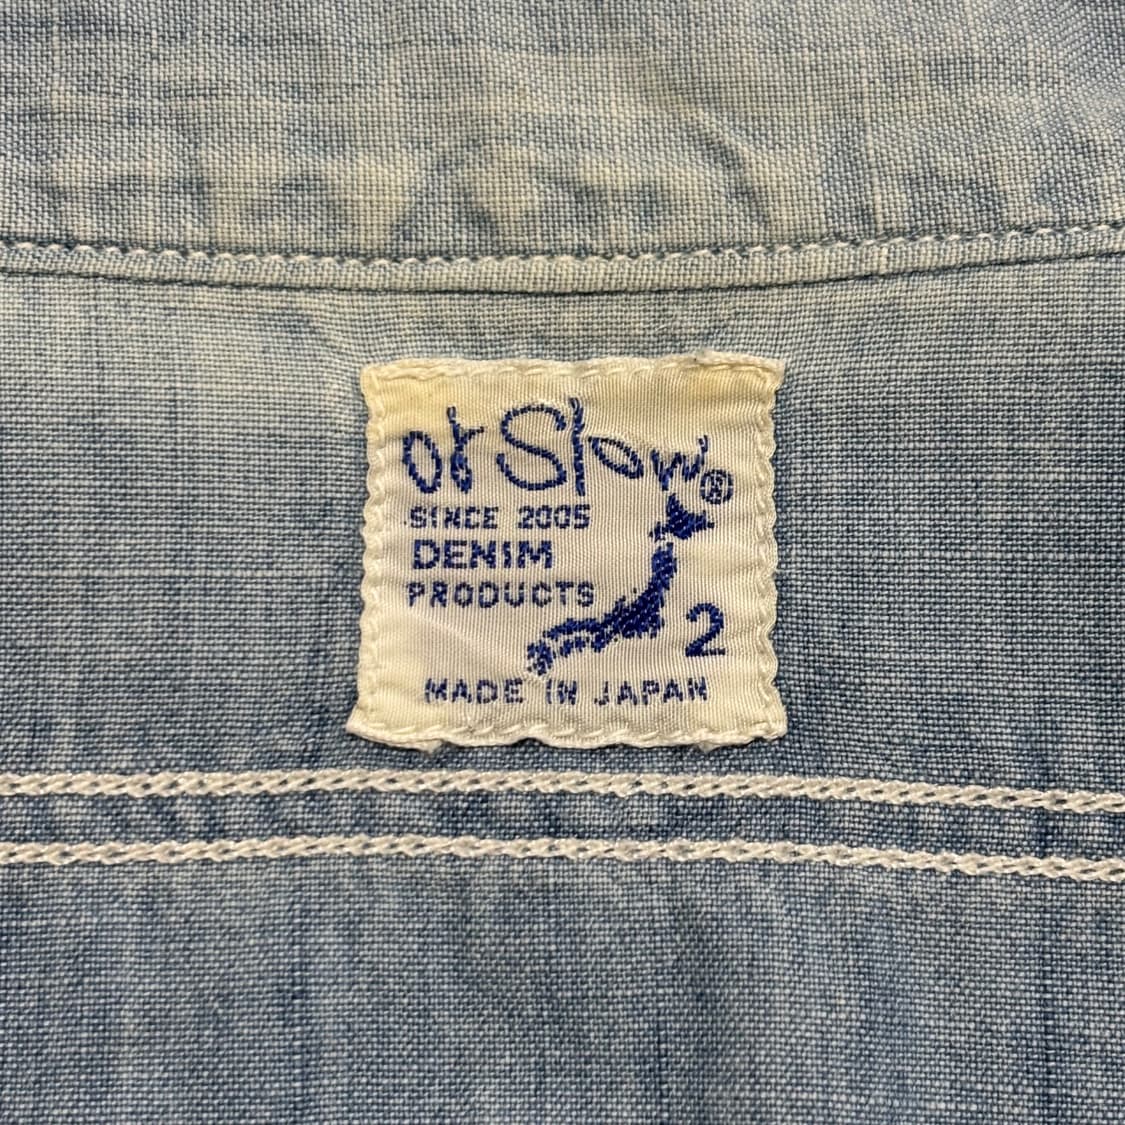 or Slow®
SINCE 2005
DENIM
PRODUCTS
2
MADE IN JAPAN